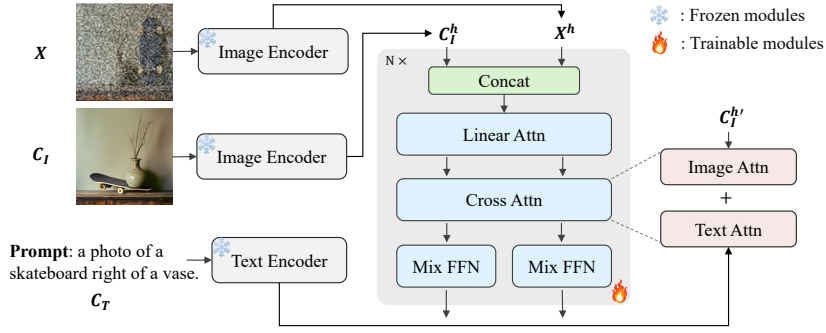 X
Image Encoder
C_I^h
X^h
: Frozen modules
: Trainable modules
N ×
Concat
C_I
Image Encoder
Linear Attn
C_I^h′
Image Attn
Cross Attn
+
Text Attn
Prompt: a photo of a
skateboard right of a vase.
C_T
Text Encoder
Mix FFN
Mix FFN